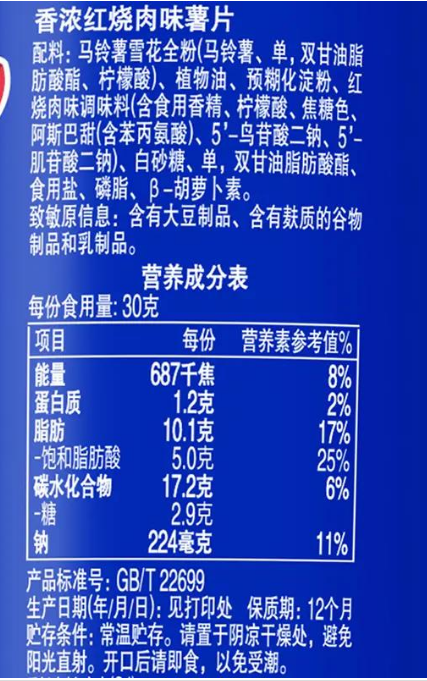 香浓红烧肉味薯片
配料: 马铃薯雪花全粉(马铃薯、单, 双甘油脂
肪酸酯、柠檬酸)、植物油、预糊化淀粉、红
烧肉味调味料(含食用香精、柠檬酸、焦糖色、
阿斯巴甜(含苯丙氨酸)、5'-鸟苷酸二钠、5'-
肌苷酸二钠)、白砂糖、单, 双甘油脂肪酸酯、
食用盐、磷脂、β-胡萝卜素。
致敏原信息: 含有大豆制品、含有麸质的谷物
制品和乳制品。
营养成分表
每份食用量: 30克
项目 每份 营养素参考值%
能量 687千焦 8%
蛋白质 1.2克 2%
脂肪 10.1克 17%
-饱和脂肪酸 5.0克 25%
碳水化合物 17.2克 6%
-糖 2.9克
钠 224毫克 11%
产品标准号: GB/T 22699
生产日期(年/月/日): 见打印处 保质期: 12个月
贮存条件: 常温贮存。请置于阴凉干燥处, 避免
阳光直射。开口后请即食, 以免受潮。